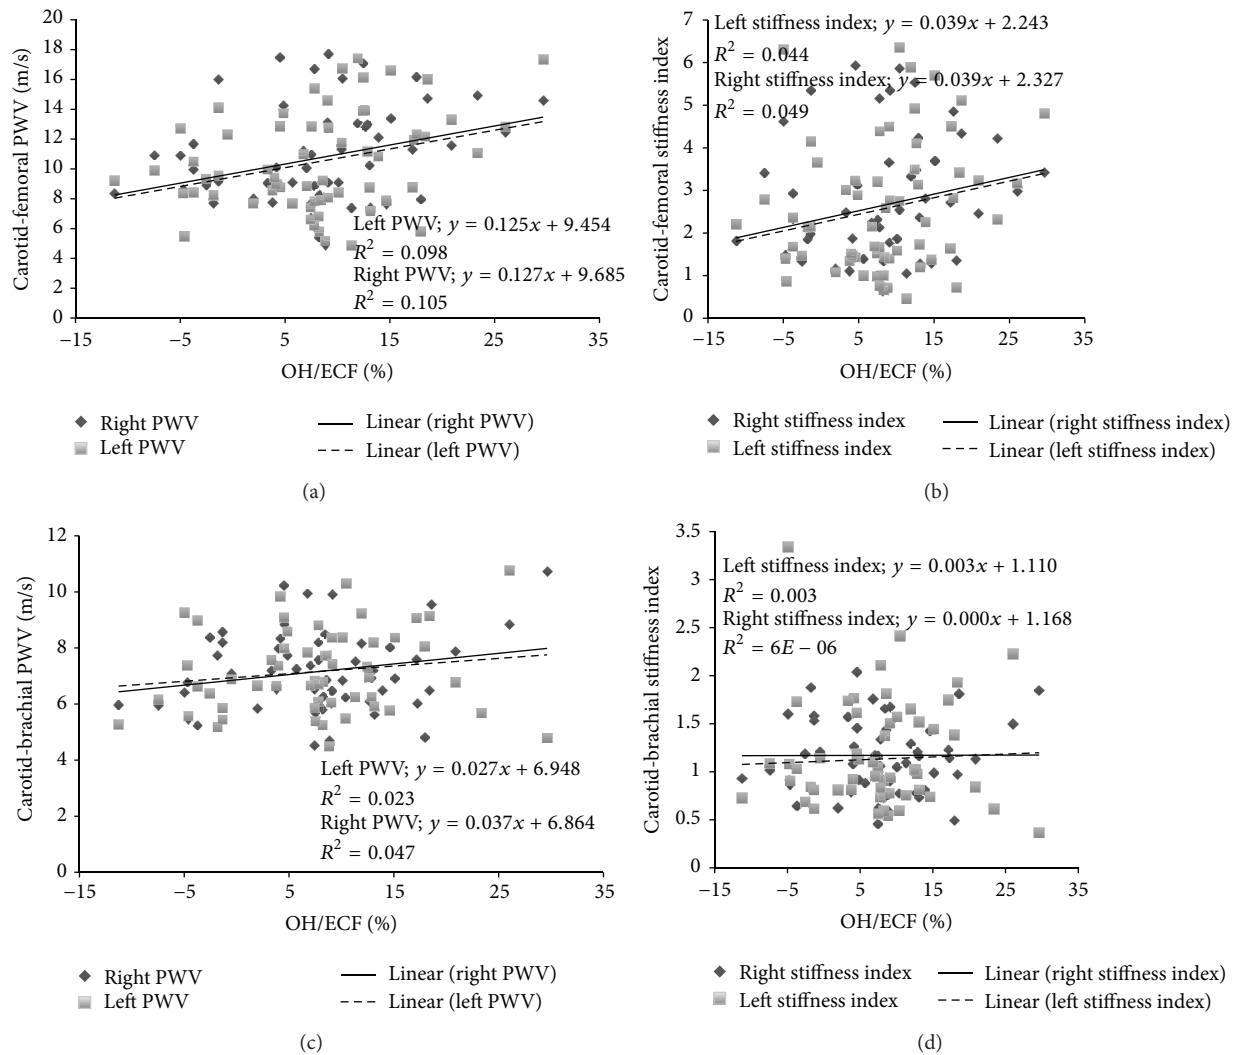 20
18
16
14
12
10
8
6
4
2
0
Carotid-femoral PWV (m/s)
Left PWV; y = 0.125x + 9.454
R² = 0.098
Right PWV; y = 0.127x + 9.685
R² = 0.105
−15 −5 5 15 25 35
OH/ECF (%)
Right PWV
Left PWV
Linear (right PWV)
Linear (left PWV)
(a)
7
6
5
4
3
2
1
0
Carotid-femoral stiffness index
Left stiffness index; y = 0.039x + 2.243
R² = 0.044
Right stiffness index; y = 0.039x + 2.327
R² = 0.049
−15 −5 5 15 25 35
OH/ECF (%)
Right stiffness index
Left stiffness index
Linear (right stiffness index)
Linear (left stiffness index)
(b)
12
10
8
6
4
2
0
Carotid-brachial PWV (m/s)
Left PWV; y = 0.027x + 6.948
R² = 0.023
Right PWV; y = 0.037x + 6.864
R² = 0.047
−15 −5 5 15 25 35
OH/ECF (%)
Right PWV
Left PWV
Linear (right PWV)
Linear (left PWV)
(c)
3.5
3
2.5
2
1.5
1
0.5
0
Carotid-brachial stiffness index
Left stiffness index; y = 0.003x + 1.110
R² = 0.003
Right stiffness index; y = 0.000x + 1.168
R² = 6E − 06
−15 −5 5 15 25 35
OH/ECF (%)
Right stiffness index
Left stiffness index
Linear (right stiffness index)
Linear (left stiffness index)
(d)